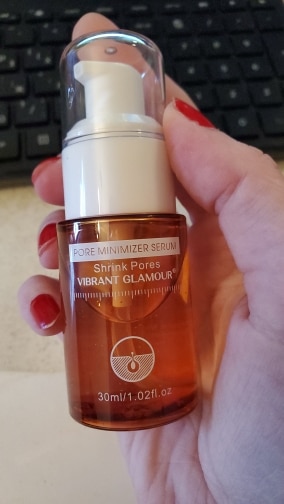 PORE MINIMIZER SERUM
Shrink Pores
VIBRANT GLAMOUR®
30ml/1.02fl.oz